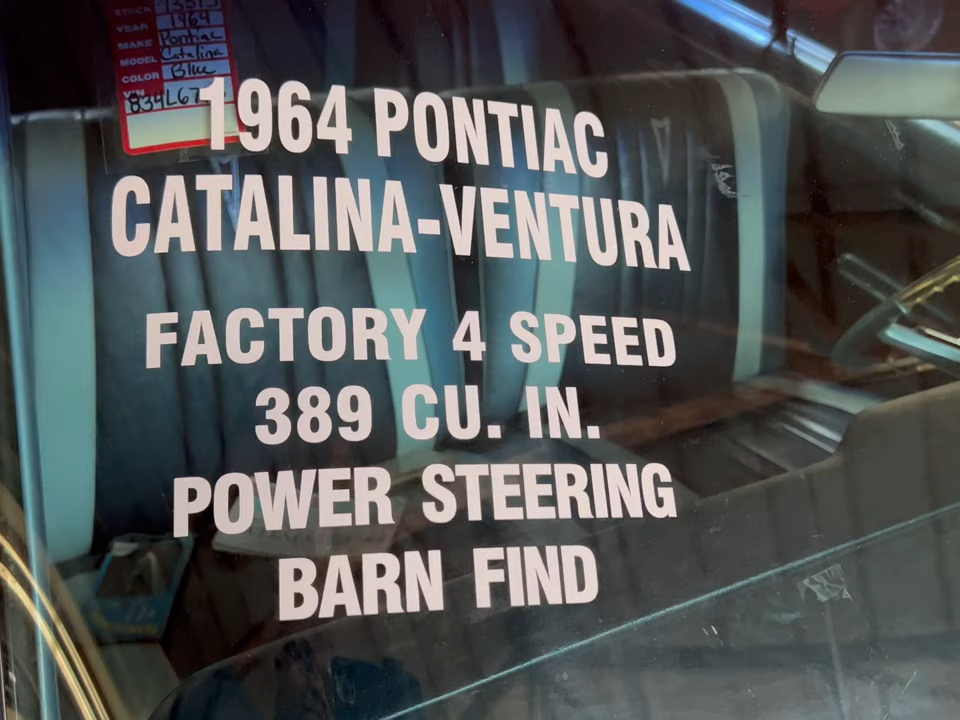 STOCK
YEAR 1964
MAKE Pontiac
MODEL Catalina
COLOR Blue
VIN
834L67
1964 PONTIAC
CATALINA-VENTURA
FACTORY 4 SPEED
389 CU. IN.
POWER STEERING
BARN FIND